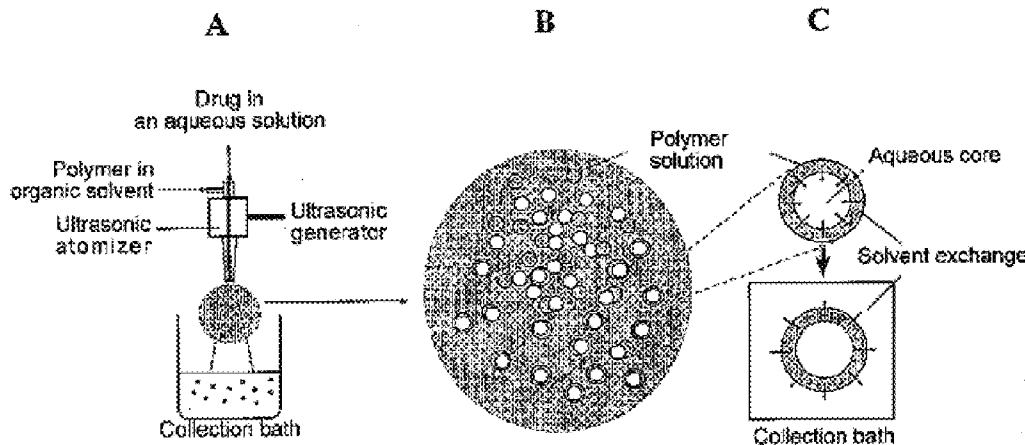 A
B
C
Drug in
an aqueous solution
Polymer in
organic solvent
Ultrasonic
atomizer
Ultrasonic
generator
Collection bath
Polymer
solution
Aqueous core
Solvent exchange
Collection bath